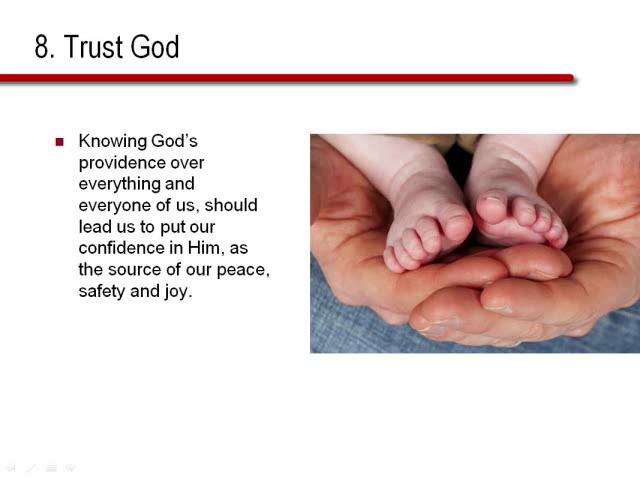 8. Trust God
Knowing God's
providence over
everything and
everyone of us, should
lead us to put our
confidence in Him, as
the source of our peace,
safety and joy.